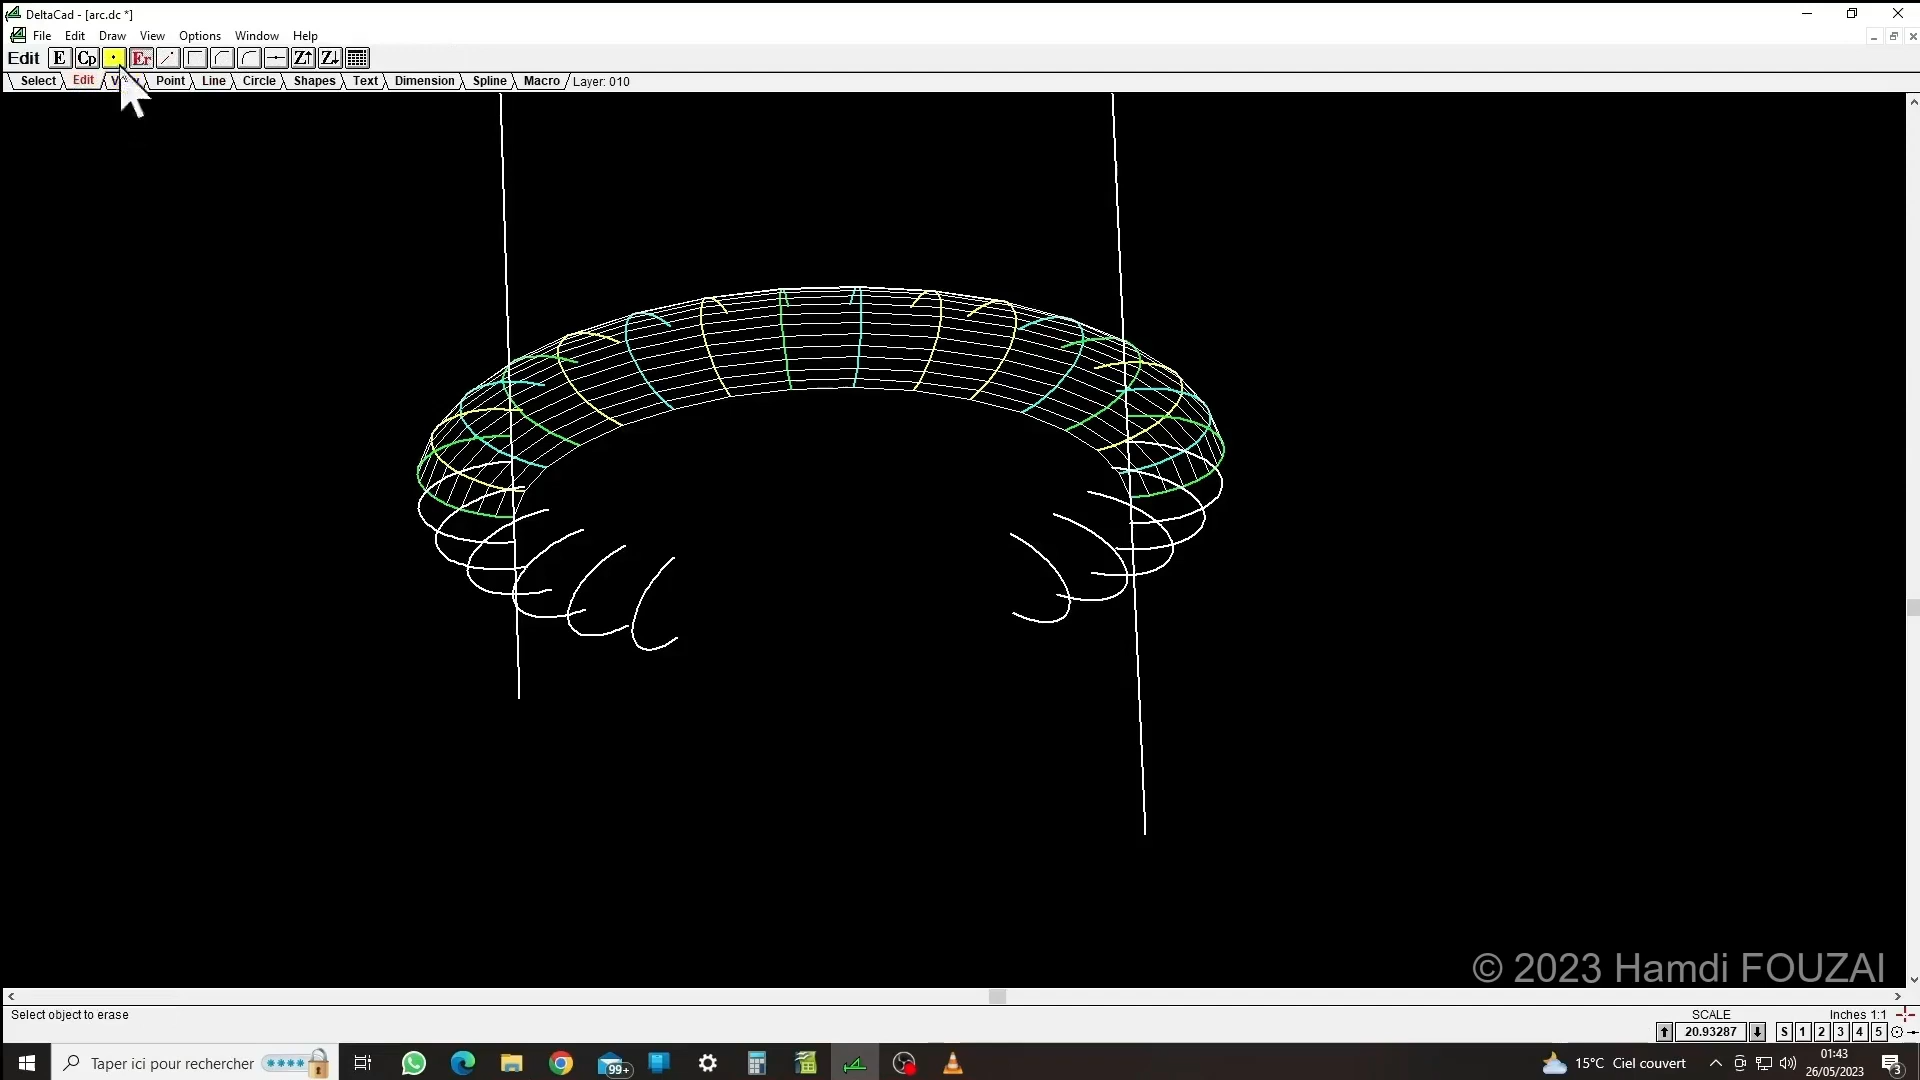 DeltaCad - [arc.dc *]
File Edit Draw View Options Window Help
Edit E Cp Er Z Z
Select Edit Point Line Circle Shapes Text Dimension Spline Macro Layer: 010
© 2023 Hamdi FOUZAI
Select object to erase
SCALE Inches 1:1
20.93287 S 1 2 3 4 5
Taper ici pour rechercher 99+ 15°C Ciel couvert 01:43
26/05/2023 3